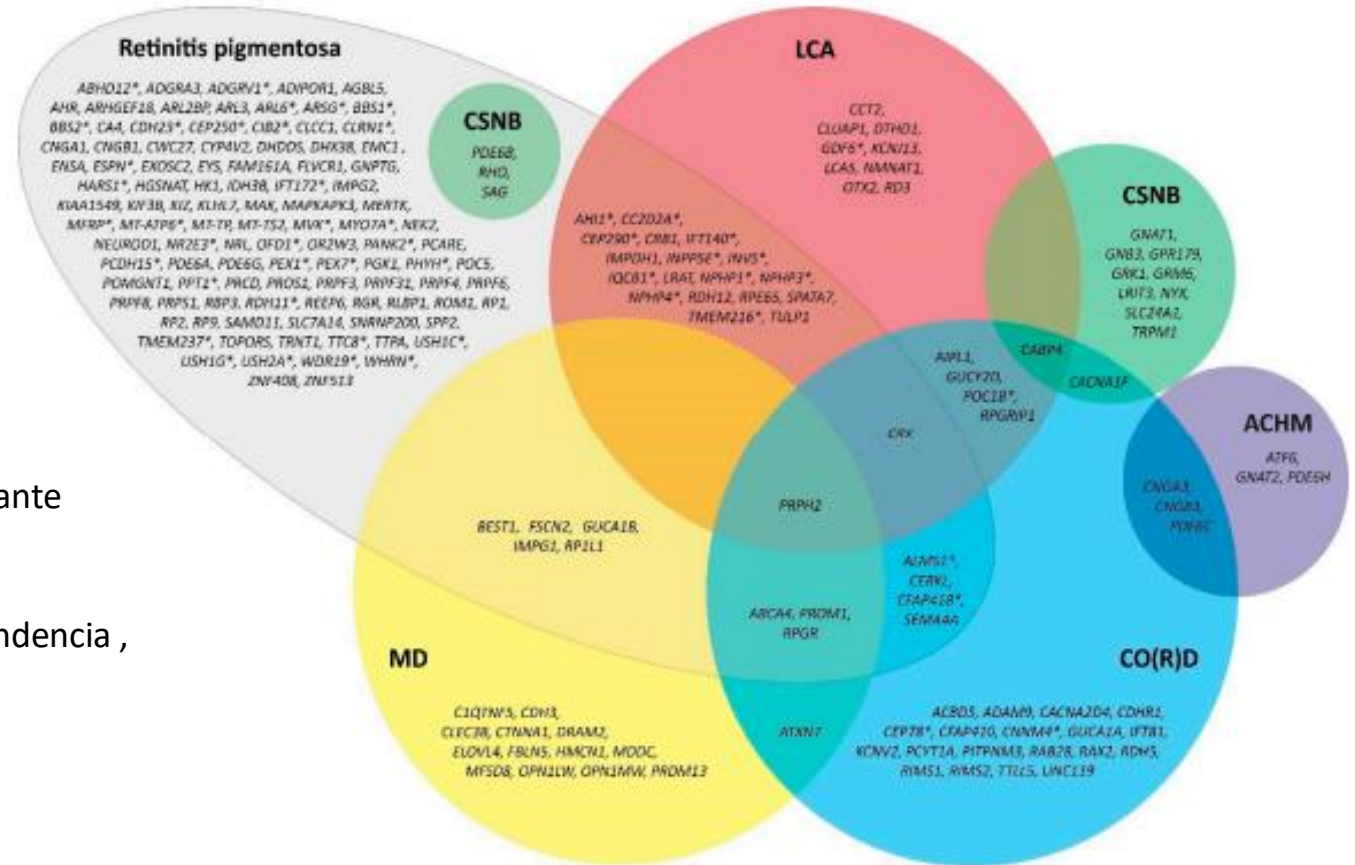 Retinitis pigmentosa
ABHD12*, ADGRA3, ADGRV1*, ADIPOR1, AGBL5,
AHR, ARHGEF18, ARL2BP, ARL3, ARL6*, ARSG*, BBS1*,
BBS2*, CA4, CDH23*, CEP250*, CIB2*, CLCC1, CLRN1*,
CNGA1, CNGB1, CWC27, CYP4V2, DHDDS, DHX38, EMC1,
ENSA, ESPN*, EXOSC2, EYS, FAM161A, FLVCR1, GNPTG,
HARS1*, HGSNAT, HK1, IDH3B, IFT172*, IMPG2,
KIAA1549, KIF3B, KIZ, KLHL7, MAK, MAPKAPK3, MERTK,
MFRP*, MT-ATP6*, MT-TP, MT-TS2, MVK*, MYO7A*, NEK2,
NEUROD1, NR2E3*, NRL, OFD1*, OR2W3, PANK2*, PCARE,
PCDH15*, PDE6A, PDE6G, PEX1*, PEX7*, PGK1, PHYH*, POC5,
POMGNT1, PPT1*, PRCD, PROS1, PRPF3, PRPF31, PRPF4, PRPF6,
PRPF8, PRPS1, RBP3, RDH11*, REEP6, RGR, RLBP1, ROM1, RP1,
RP2, RP9, SAMD11, SLC7A14, SNRNP200, SPP2,
TMEM237*, TOPORS, TRNT1, TTC8*, TTPA, USH1C*,
USH1G*, USH2A*, WDR19*, WHRN*,
ZNF408, ZNF513
CSNB
PDE6B,
RHO,
SAG
LCA
CCT2,
CLUAP1, DTHD1,
GDF6*, KCNJ13,
LCA5, NMNAT1,
OTX2, RD3
AHI1*, CC2D2A*,
CEP290*, CRB1, IFT140*,
IMPDH1, INPP5E*, INVS*,
IQCB1*, LRAT, NPHP1*, NPHP3*,
NPHP4*, RDH12, RPE65, SPATA7,
TMEM216*, TULP1
CSNB
GNAT1,
GNB3, GPR179,
GRK1, GRM6,
LRIT3, NYX,
SLC24A1,
TRPM1
CABP4
CACNA1F
AIPL1,
GUCY2D,
POC1B*,
RPGRIP1
CRX
ACHM
ATF6,
GNAT2, PDE6H
CNGA3,
CNGB3,
PDE6C
PRPH2
BEST1, FSCN2, GUCA1B,
IMPG1, RP1L1
ALMS1*,
CERKL,
CFAP418*,
SEMA4A
ABCA4, PROM1,
RPGR
MD
C1QTNF5, CDH3,
CLEC3B, CTNNA1, DRAM2,
ELOVL4, FBLN5, HMCN1, MODC,
MFSD8, OPN1LW, OPN1MW, PRDM13
ATXN7
CO(R)D
ACBD5, ADAM9, CACNA2D4, CDHR1,
CEP78*, CFAP410, CNNM4*, GUCA1A, IFT81,
KCNV2, PCYT1A, PITPNM3, RAB28, RAX2, RDH5,
RIMS1, RIMS2, TTLL5, UNC119
ante
ndencia ,